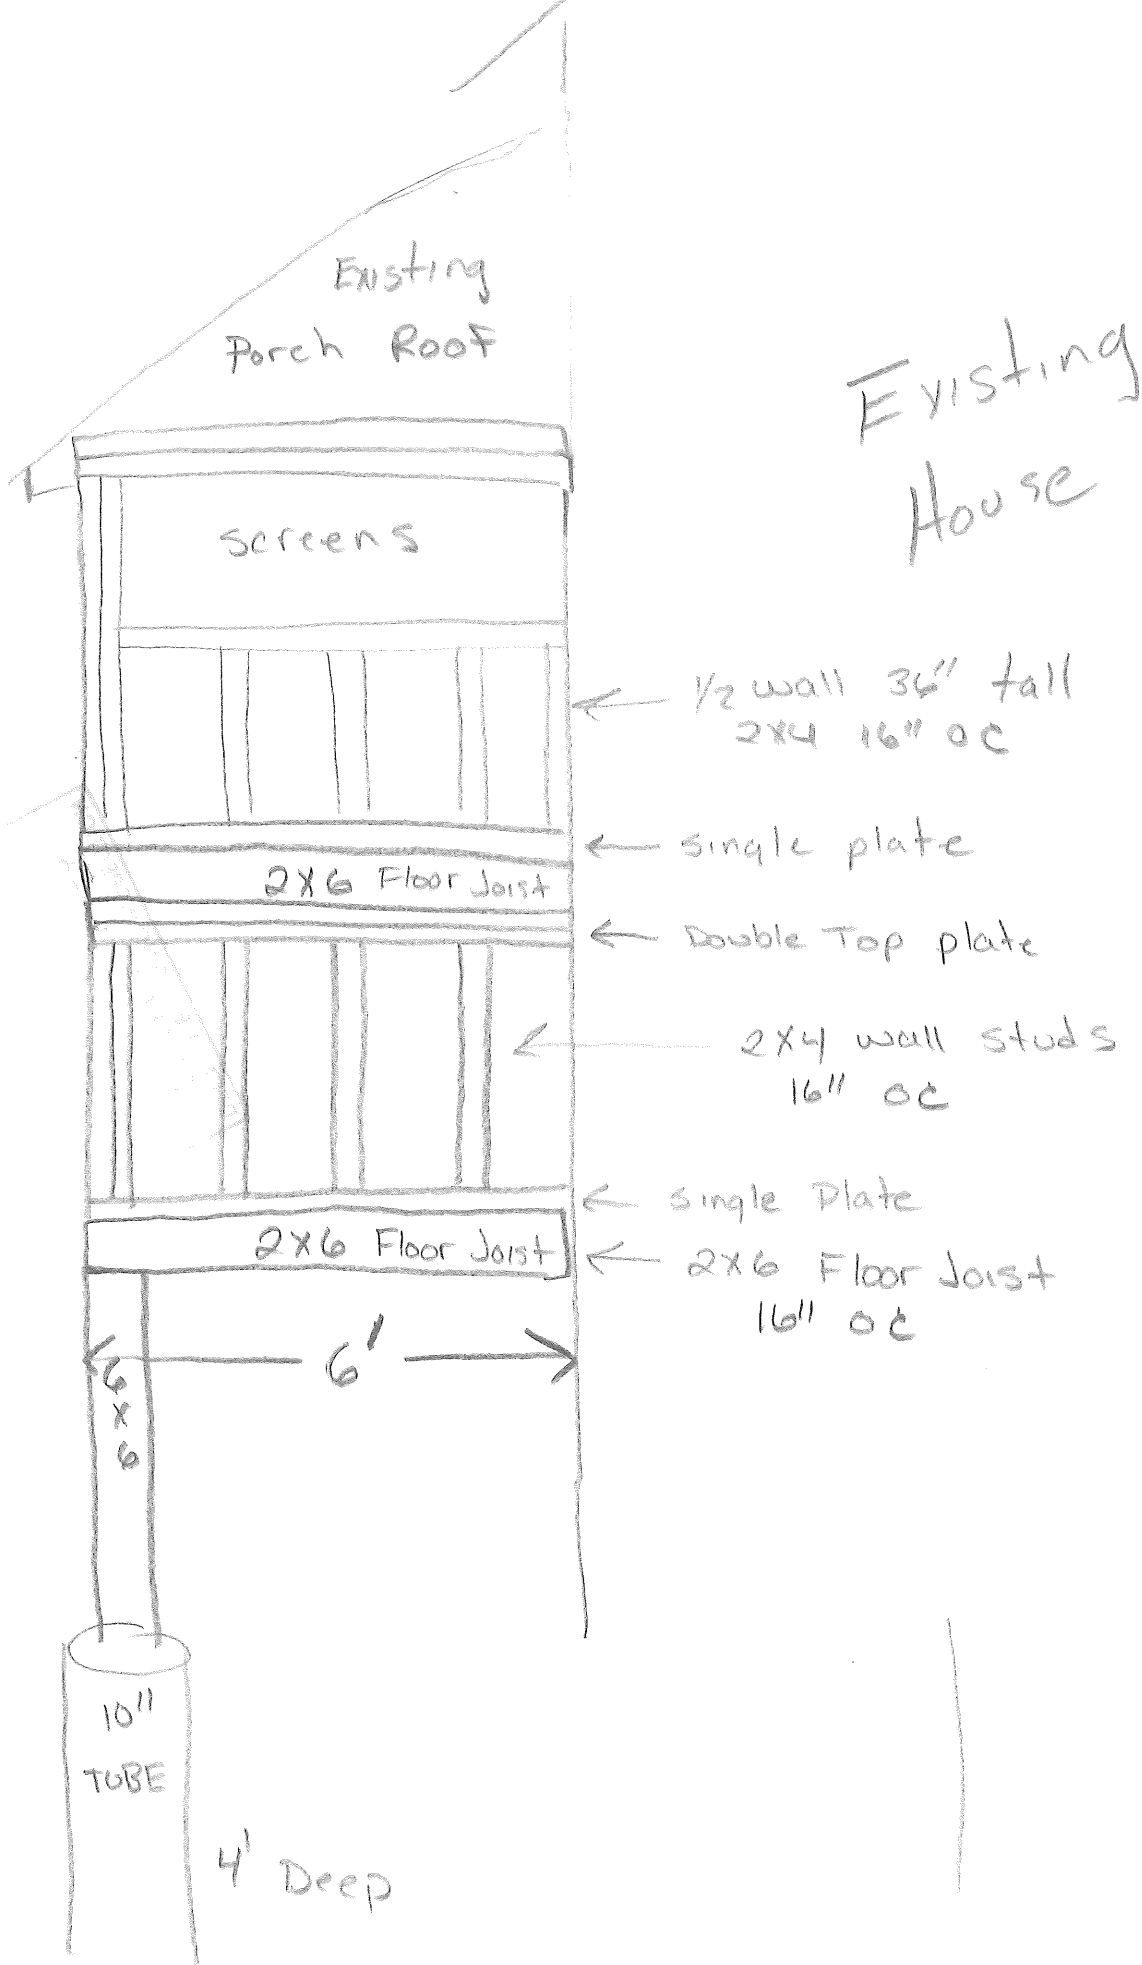 Existing
Porch Roof
Existing
House
screens
1/2 wall 36" tall
2x4 16" OC
single plate
2x6 Floor Joist
Double Top plate
2x4 wall studs
16" OC
single Plate
2x6 Floor Joist
2x6 Floor Joist
16" OC
6'
6x6
10"
TUBE
4' Deep